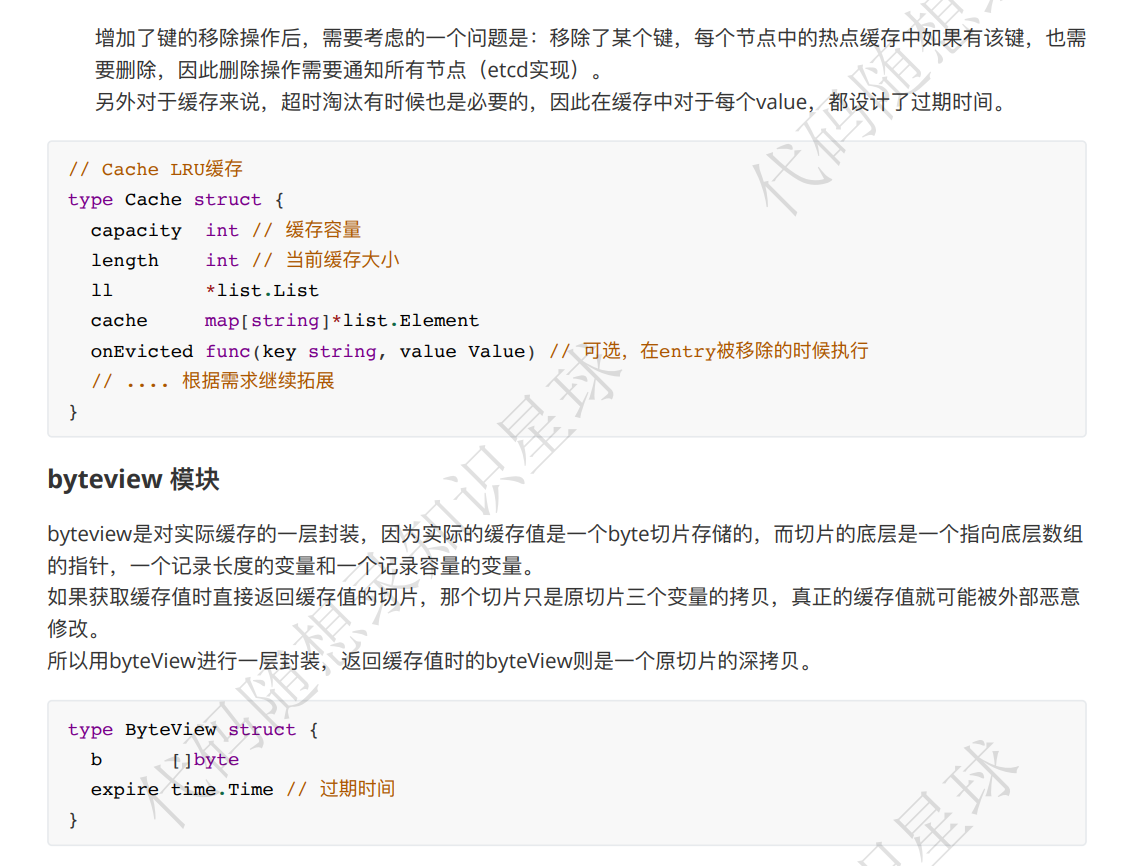 增加了键的移除操作后，需要考虑的一个问题是：移除了某个键，每个节点中的热点缓存中如果有该键，也需
要删除，因此删除操作需要通知所有节点（etcd实现）。
另外对于缓存来说，超时淘汰有时候也是必要的，因此在缓存中对于每个value，都设计了过期时间。
// Cache LRU缓存
type Cache struct {
  capacity  int // 缓存容量
  length    int // 当前缓存大小
  ll        *list.List
  cache     map[string]*list.Element
  onEvicted func(key string, value Value) // 可选，在entry被移除的时候执行
  // .... 根据需求继续拓展
}
byteview 模块
byteview是对实际缓存的一层封装，因为实际的缓存值是一个byte切片存储的，而切片的底层是一个指向底层数组
的指针，一个记录长度的变量和一个记录容量的变量。
如果获取缓存值时直接返回缓存值的切片，那个切片只是原切片三个变量的拷贝，真正的缓存值就可能被外部恶意
修改。
所以用byteView进行一层封装，返回缓存值时的byteView则是一个原切片的深拷贝。
type ByteView struct {
  b      []byte
  expire time.Time // 过期时间
}
代码随想录知识星球
代码随想
球